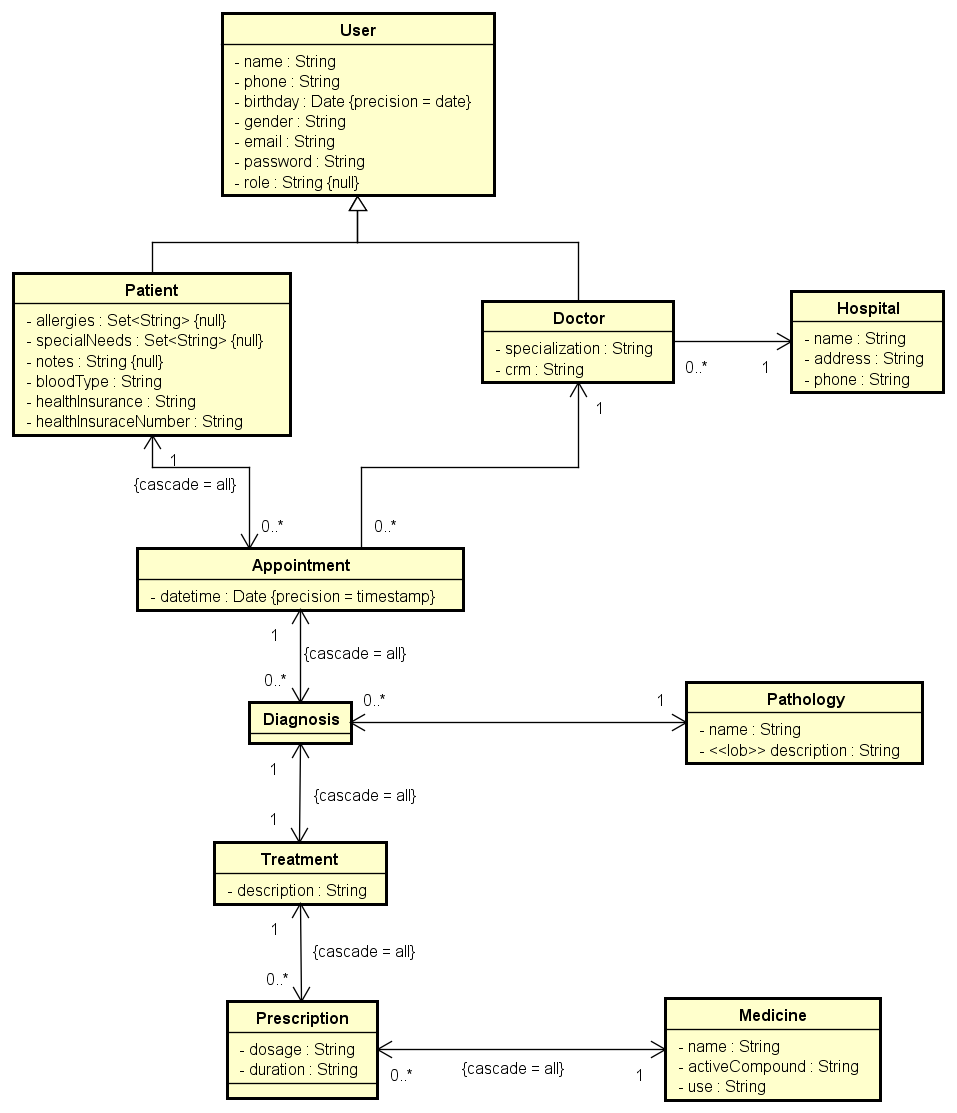 User
- name : String
- phone : String
- birthday : Date {precision = date}
- gender : String
- email : String
- password : String
- role : String {null}
Patient
- allergies : Set<String> {null}
- specialNeeds : Set<String> {null}
- notes : String {null}
- bloodType : String
- healthInsurance : String
- healthInsuraceNumber : String
Doctor
- specialization : String
- crm : String
0..*
1
Hospital
- name : String
- address : String
- phone : String
1
{cascade = all}
0..*
1
0..*
Appointment
- datetime : Date {precision = timestamp}
1
{cascade = all}
0..*
Diagnosis
0..*
1
Pathology
- name : String
- <<lob>> description : String
1
{cascade = all}
1
Treatment
- description : String
1
{cascade = all}
0..*
Prescription
- dosage : String
- duration : String
0..*
{cascade = all}
1
Medicine
- name : String
- activeCompound : String
- use : String